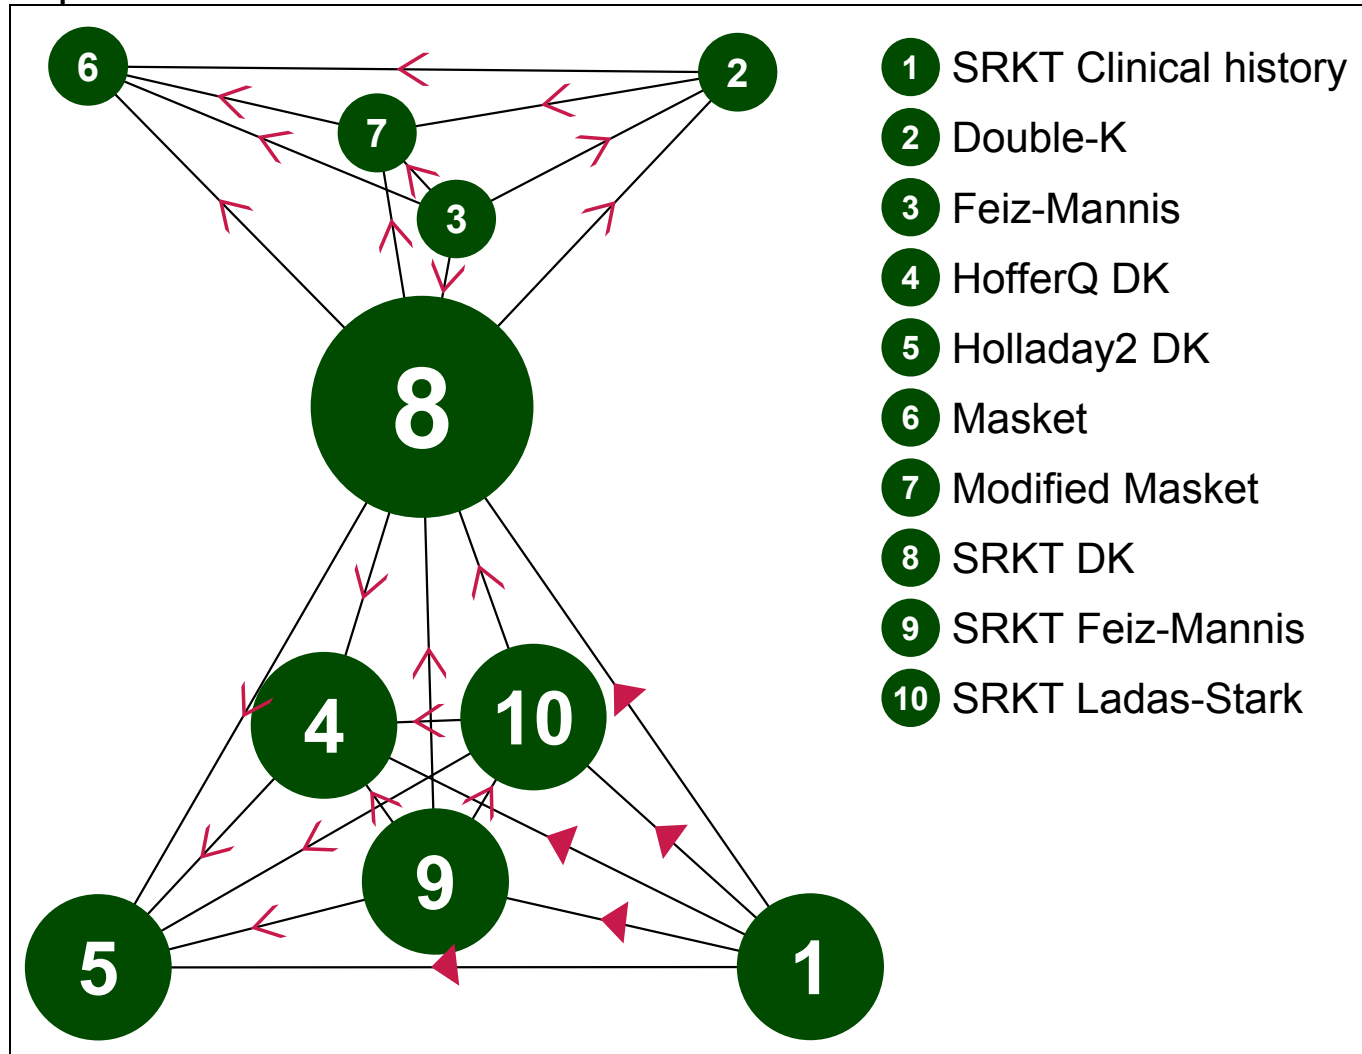 6
2
7
3
8
4
10
9
5
1
1 SRKT Clinical history
2 Double-K
3 Feiz-Mannis
4 HofferQ DK
5 Holladay2 DK
6 Masket
7 Modified Masket
8 SRKT DK
9 SRKT Feiz-Mannis
10 SRKT Ladas-Stark